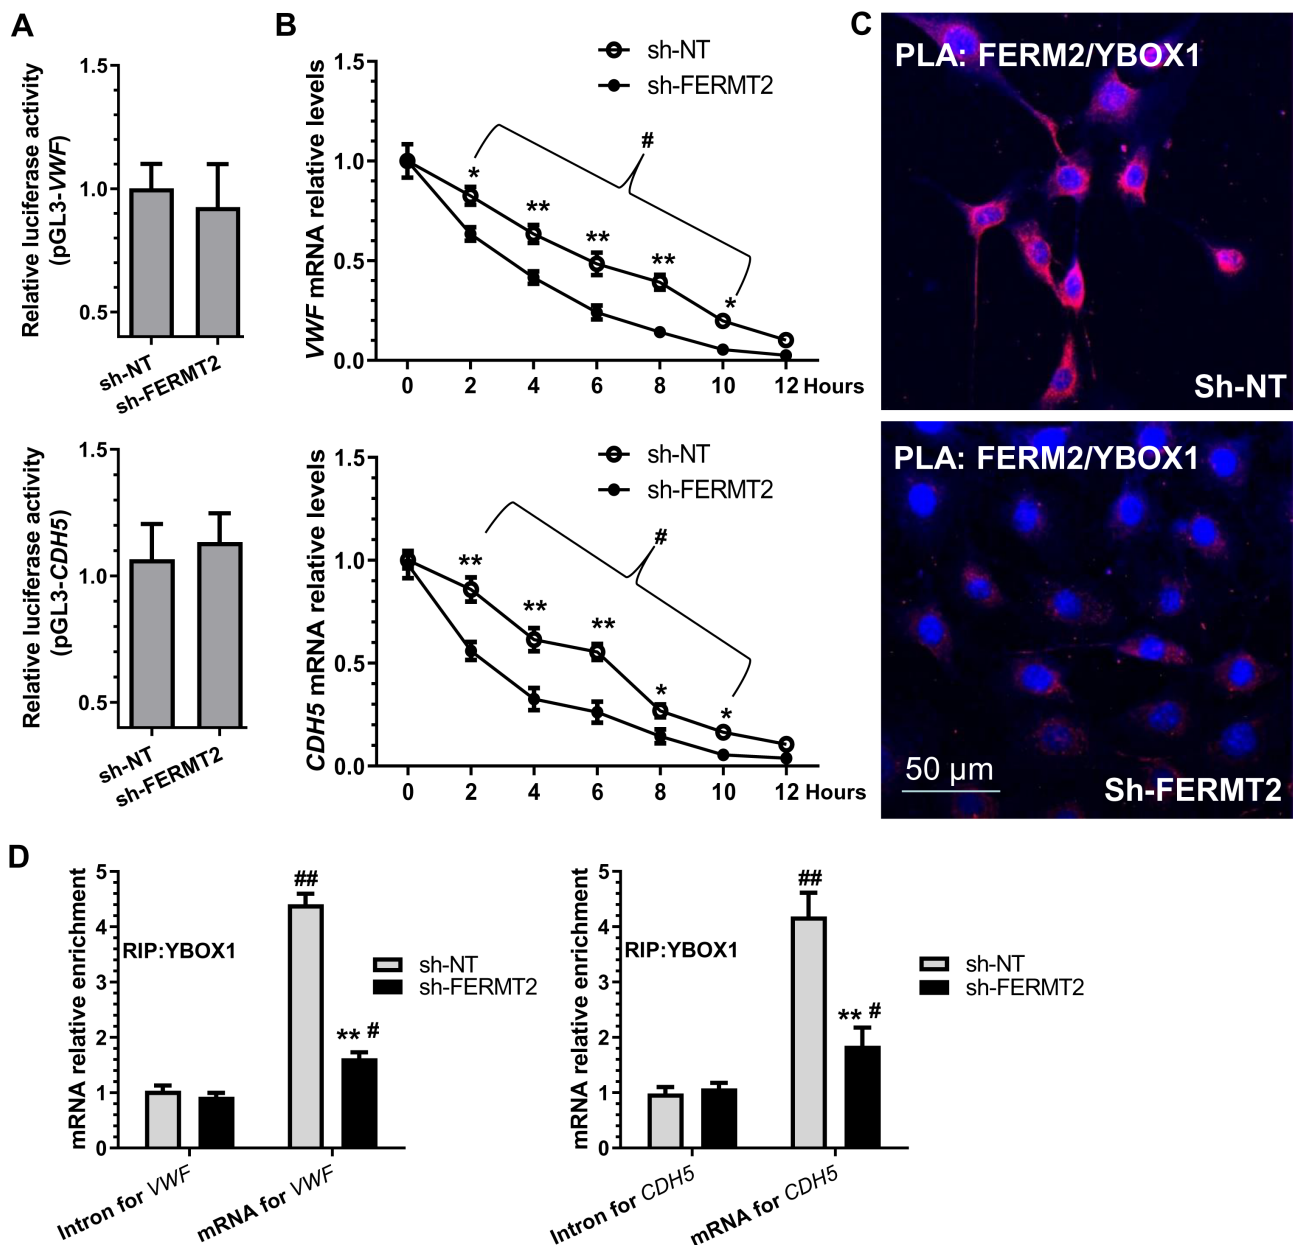 A
Relative luciferase activity
(pGL3-VWF)
1.5
1.0
0.5
sh-NT
sh-FERMT2
Relative luciferase activity
(pGL3-CDH5)
1.5
1.0
0.5
sh-NT
sh-FERMT2
B
VWF mRNA relative levels
1.5
1.0
0.5
0.0
sh-NT
sh-FERMT2
#
*
**
**
**
*
0 2 4 6 8 10 12 Hours
CDH5 mRNA relative levels
1.5
1.0
0.5
0.0
sh-NT
sh-FERMT2
#
**
**
**
*
*
0 2 4 6 8 10 12 Hours
C
PLA: FERM2/YBOX1
Sh-NT
PLA: FERM2/YBOX1
50 µm
Sh-FERMT2
D
mRNA relative enrichment
5
4
3
2
1
0
RIP:YBOX1
##
** #
sh-NT
sh-FERMT2
Intron for VWF
mRNA for VWF
mRNA relative enrichment
5
4
3
2
1
0
RIP:YBOX1
##
** #
sh-NT
sh-FERMT2
Intron for CDH5
mRNA for CDH5